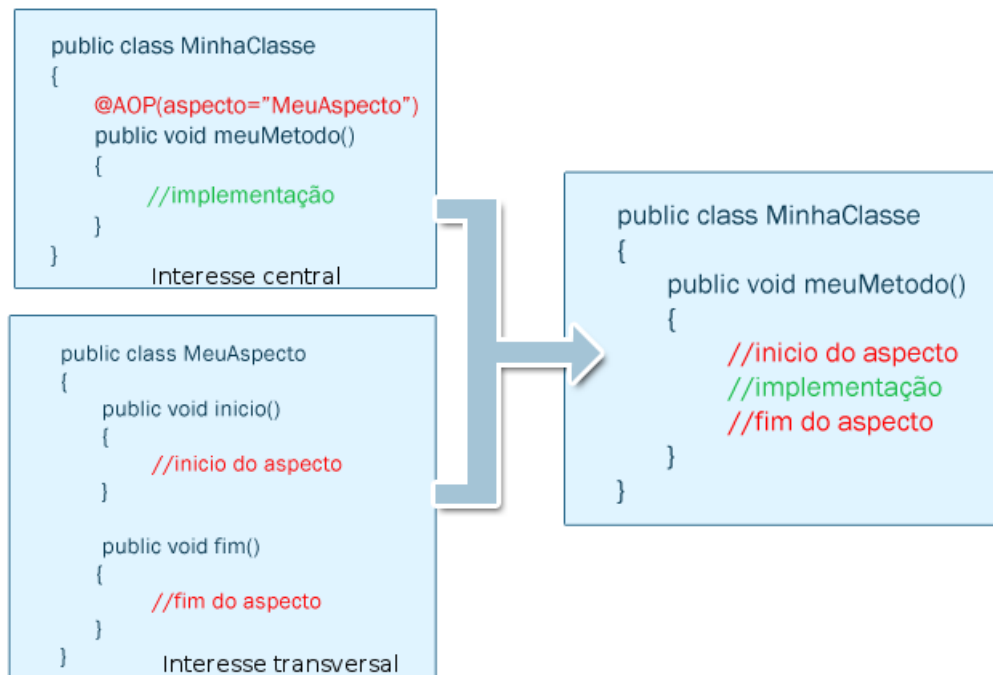 public class MinhaClasse
{
@AOP(aspecto="MeuAspecto")
public void meuMetodo()
{
//implementação
}
}
Interesse central
public class MeuAspecto
{
public void inicio()
{
//inicio do aspecto
}
public void fim()
{
//fim do aspecto
}
}
Interesse transversal
public class MinhaClasse
{
public void meuMetodo()
{
//inicio do aspecto
//implementação
//fim do aspecto
}
}